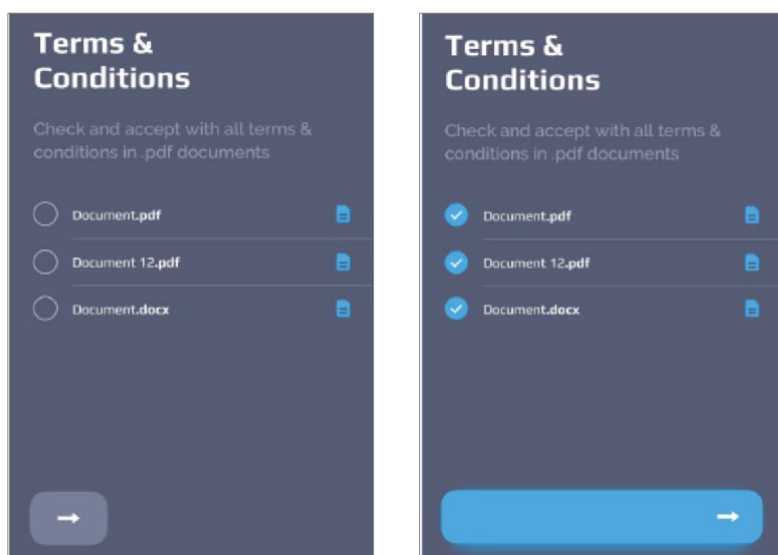 Terms &
Conditions
Check and accept with all terms &
conditions in .pdf documents
Document.pdf
Document 12.pdf
Document.docx
Terms &
Conditions
Check and accept with all terms &
conditions in .pdf documents
Document.pdf
Document 12.pdf
Document.docx